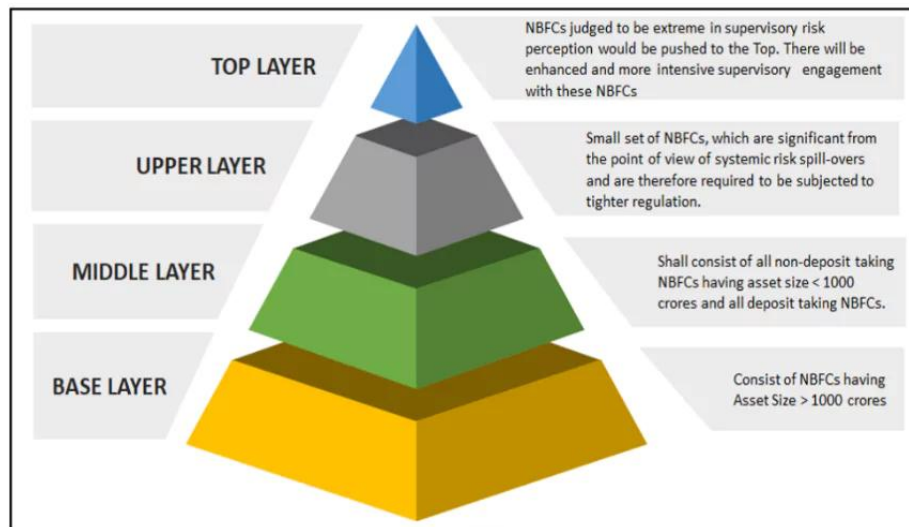 TOP LAYER
NBFCs judged to be extreme in supervisory risk
perception would be pushed to the Top. There will be
enhanced and more intensive supervisory engagement
with these NBFCs
UPPER LAYER
Small set of NBFCs, which are significant from
the point of view of systemic risk spill-overs
and are therefore required to be subjected to
tighter regulation.
MIDDLE LAYER
Shall consist of all non-deposit taking
NBFCs having asset size < 1000
crores and all deposit taking NBFCs.
BASE LAYER
Consist of NBFCs having
Asset Size > 1000 crores